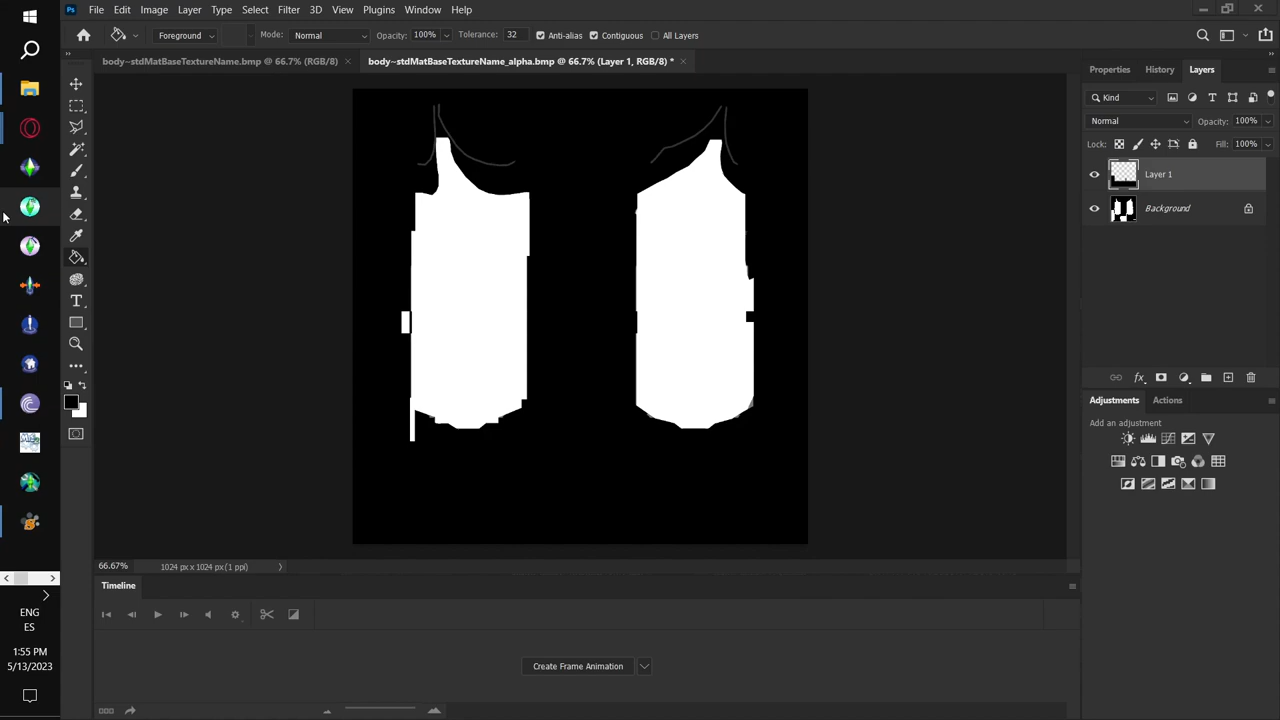 Ps File Edit Image Layer Type Select Filter 3D View Plugins Window Help
Foreground Mode: Normal Opacity: 100% Tolerance: 32 Anti-alias Contiguous All Layers
body~stdMatBaseTextureName.bmp @ 66.7% (RGB/8) × body~stdMatBaseTextureName_alpha.bmp @ 66.7% (Layer 1, RGB/8) * ×
Properties History Layers
Kind
Normal Opacity: 100%
Lock: Fill: 100%
Layer 1
Background
fx
Adjustments Actions
Add an adjustment
66.67% 1024 px x 1024 px (1 ppi)
Timeline
Create Frame Animation
ENG
ES
1:55 PM
5/13/2023